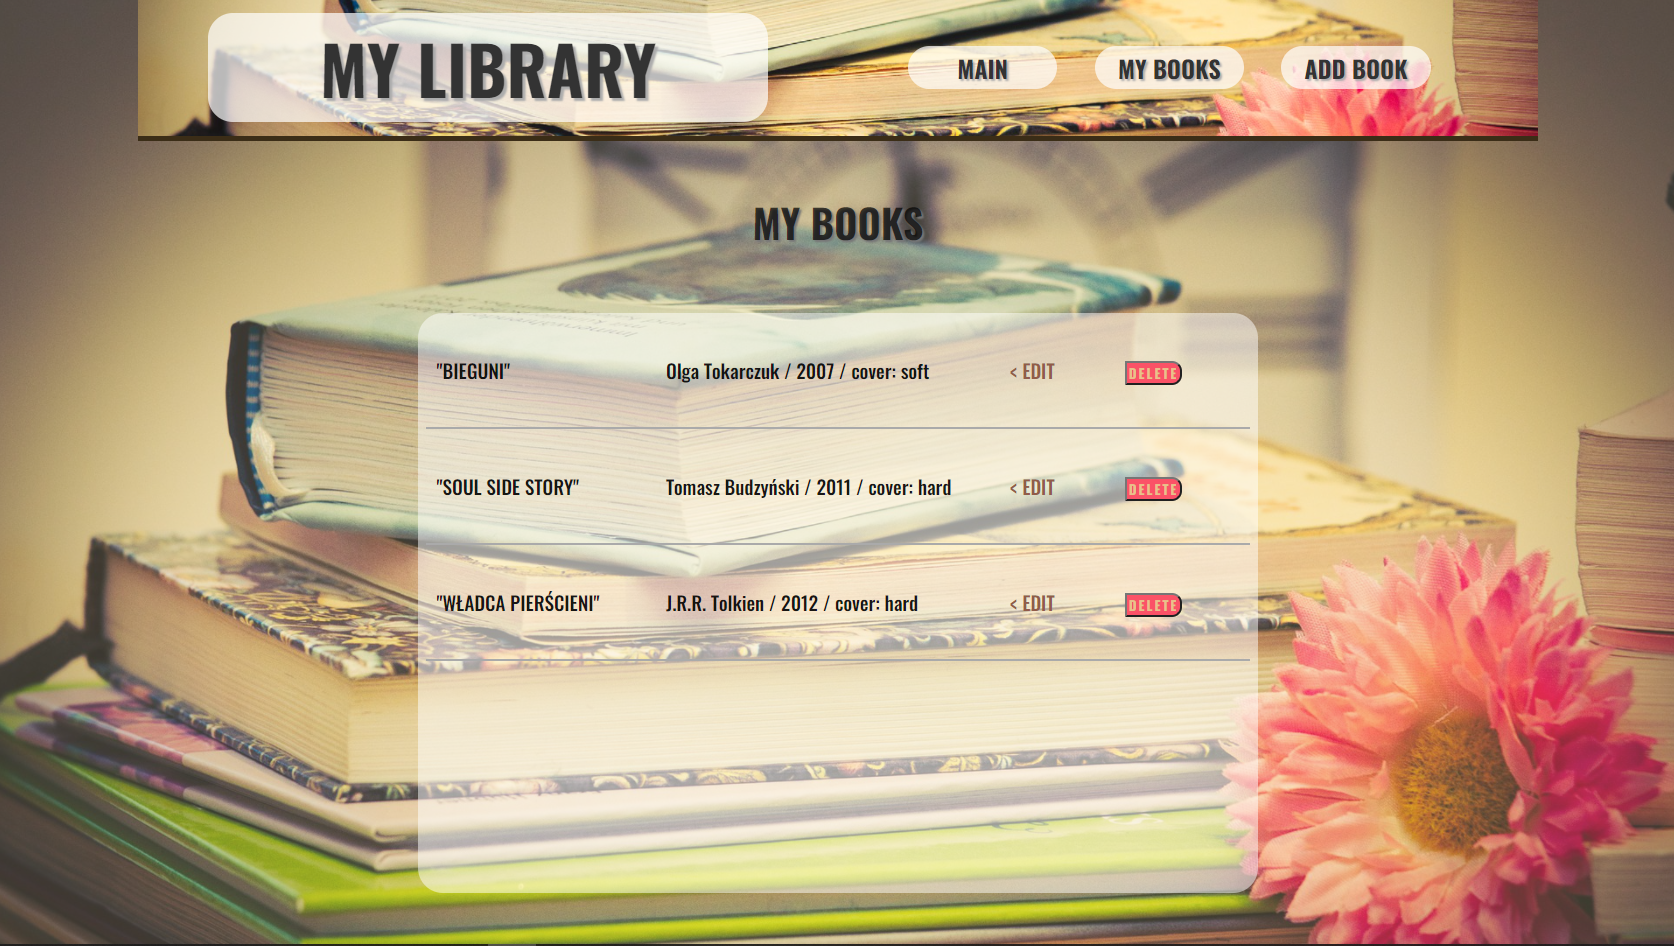 MY LIBRARY
MAIN
MY BOOKS
ADD BOOK
MY BOOKS
"BIEGUNI" Olga Tokarczuk / 2007 / cover: soft < EDIT DELETE
"SOUL SIDE STORY" Tomasz Budzyński / 2011 / cover: hard < EDIT DELETE
"WŁADCA PIERŚCIENI" J.R.R. Tolkien / 2012 / cover: hard < EDIT DELETE